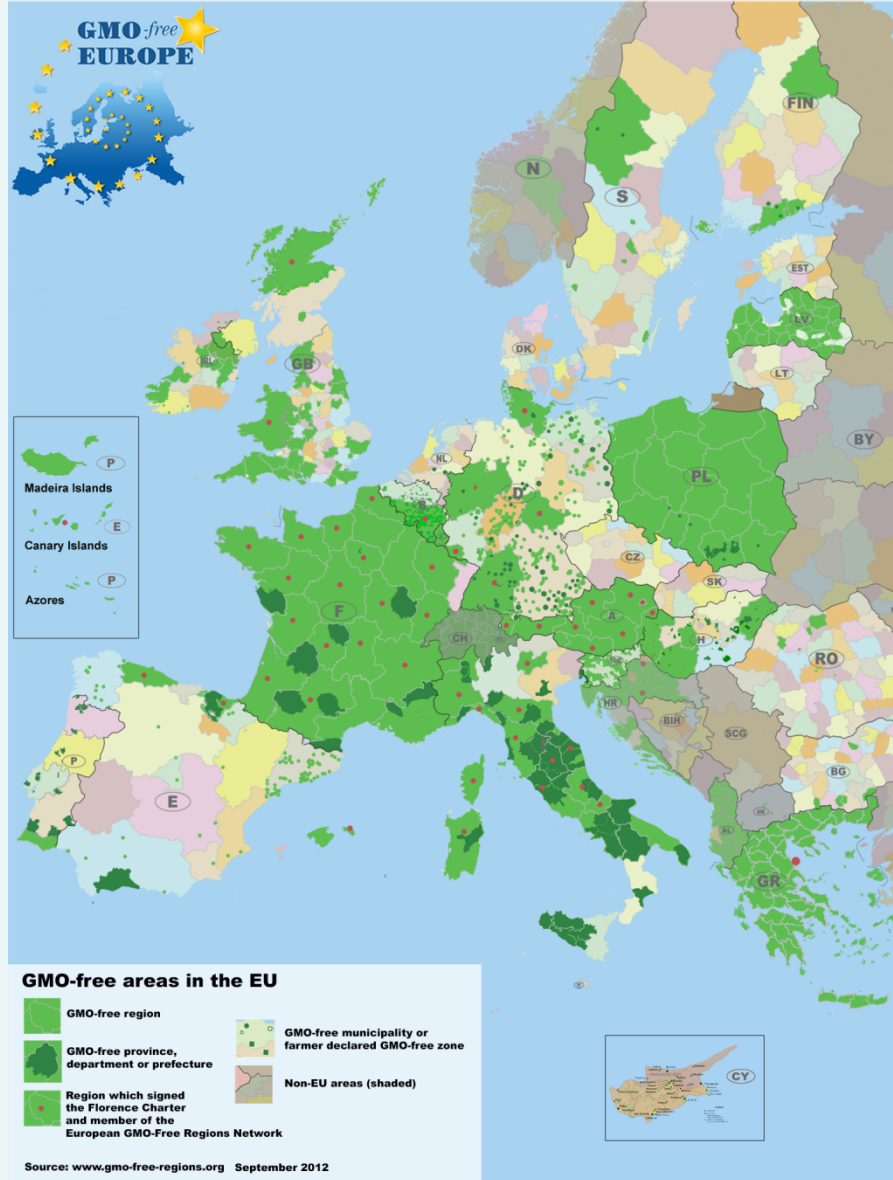 GMO-free
EUROPE
FIN
N
S
EST
LV
DK
LT
IRL
GB
BY
P
Madeira Islands
E
Canary Islands
P
Azores
NL
D
PL
B
CZ
SK
F
CH
A
H
RO
HR
BIH
SCG
P
E
BG
AL
GR
GMO-free areas in the EU
GMO-free region
GMO-free province,
department or prefecture
Region which signed
the Florence Charter
and member of the
European GMO-Free Regions Network
GMO-free municipality or
farmer declared GMO-free zone
Non-EU areas (shaded)
CY
Source: www.gmo-free-regions.org September 2012